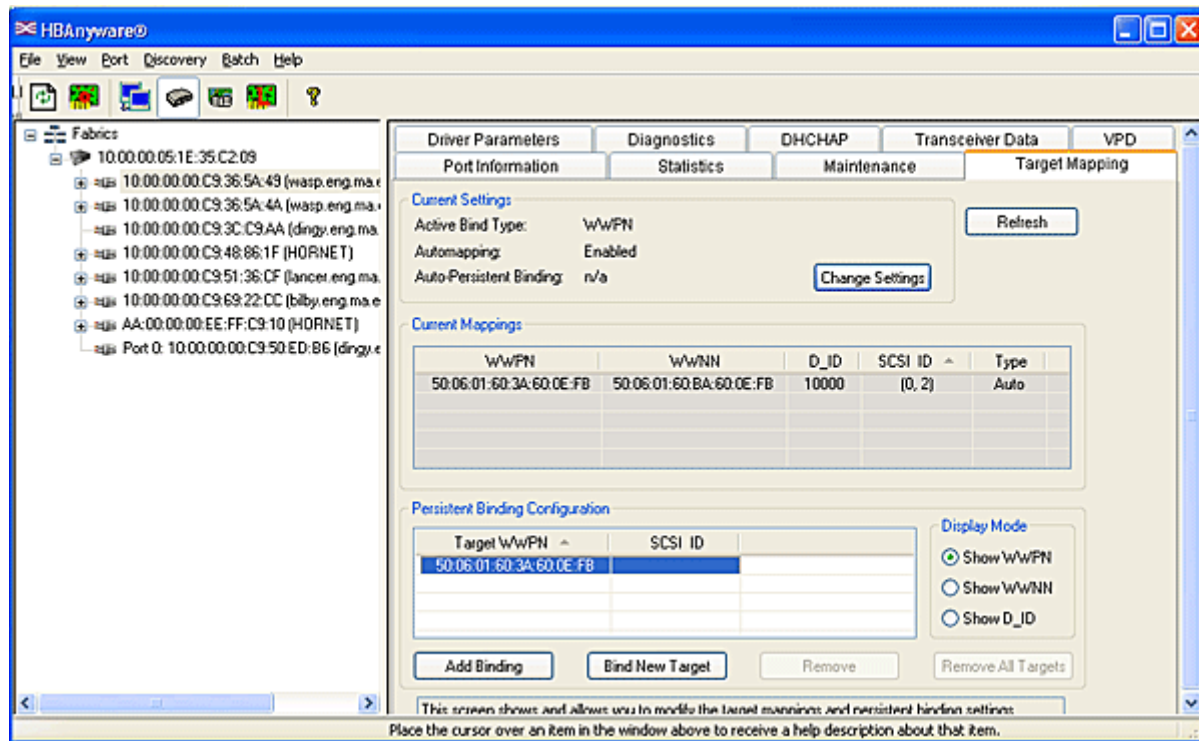 HBAnyware®
File View Port Discovery Batch Help
Fabrics
10:00:00:05:1E:35:C2:09
10:00:00:00:C9:36:5A:49 (wasp.eng.ma.e
10:00:00:00:C9:36:5A:4A (wasp.eng.ma.
10:00:00:00:C9:3C:C9:AA (dingy.eng.ma.
10:00:00:00:C9:48:86:1F (HORNET)
10:00:00:00:C9:51:36:CF (lancer.eng.ma.
10:00:00:00:C9:69:22:CC (bilby.eng.ma.e
AA:00:00:00:EE:FF:C9:10 (HORNET)
Port 0: 10:00:00:00:C9:50:ED:B6 (dingy.e
Driver Parameters Diagnostics DHCHAP Transceiver Data VPD
Port Information Statistics Maintenance Target Mapping
Current Settings
Active Bind Type: WWPN
Refresh
Automapping: Enabled
Auto-Persistent Binding: n/a
Change Settings
Current Mappings
WWPN WWNN D_ID SCSI ID Type
50:06:01:60:3A:60:0E:FB 50:06:01:60:BA:60:0E:FB 10000 (0, 2) Auto
Persistent Binding Configuration
Target WWPN SCSI ID
50:06:01:60:3A:60:0E:FB
Display Mode
Show WWPN
Show WWNN
Show D_ID
Add Binding Bind New Target Remove Remove All Targets
This screen shows and allows you to modify the target mappings and persistent binding settings
Place the cursor over an item in the window above to receive a help description about that item.